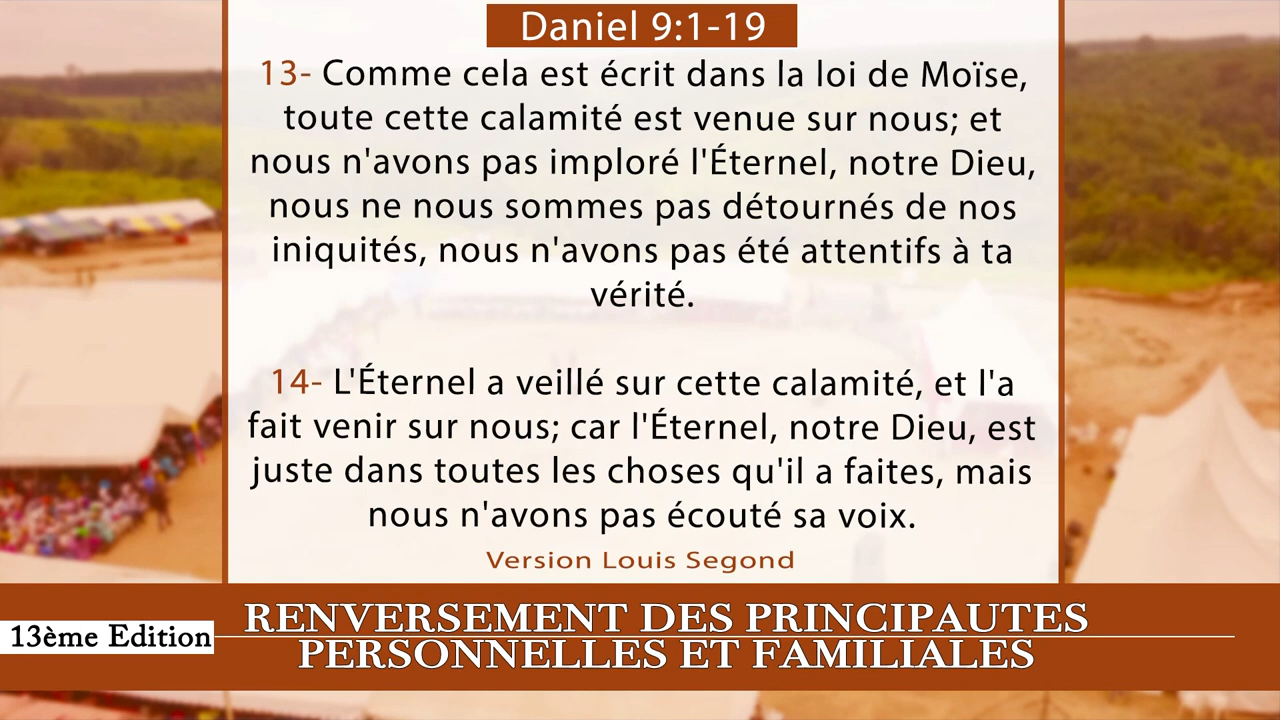 Daniel 9:1-19
13- Comme cela est écrit dans la loi de Moïse,
toute cette calamité est venue sur nous; et
nous n'avons pas imploré l'Éternel, notre Dieu,
nous ne nous sommes pas détournés de nos
iniquités, nous n'avons pas été attentifs à ta
vérité.
14- L'Éternel a veillé sur cette calamité, et l'a
fait venir sur nous; car l'Éternel, notre Dieu, est
juste dans toutes les choses qu'il a faites, mais
nous n'avons pas écouté sa voix.
Version Louis Segond
13ème Edition
RENVERSEMENT DES PRINCIPAUTES
PERSONNELLES ET FAMILIALES